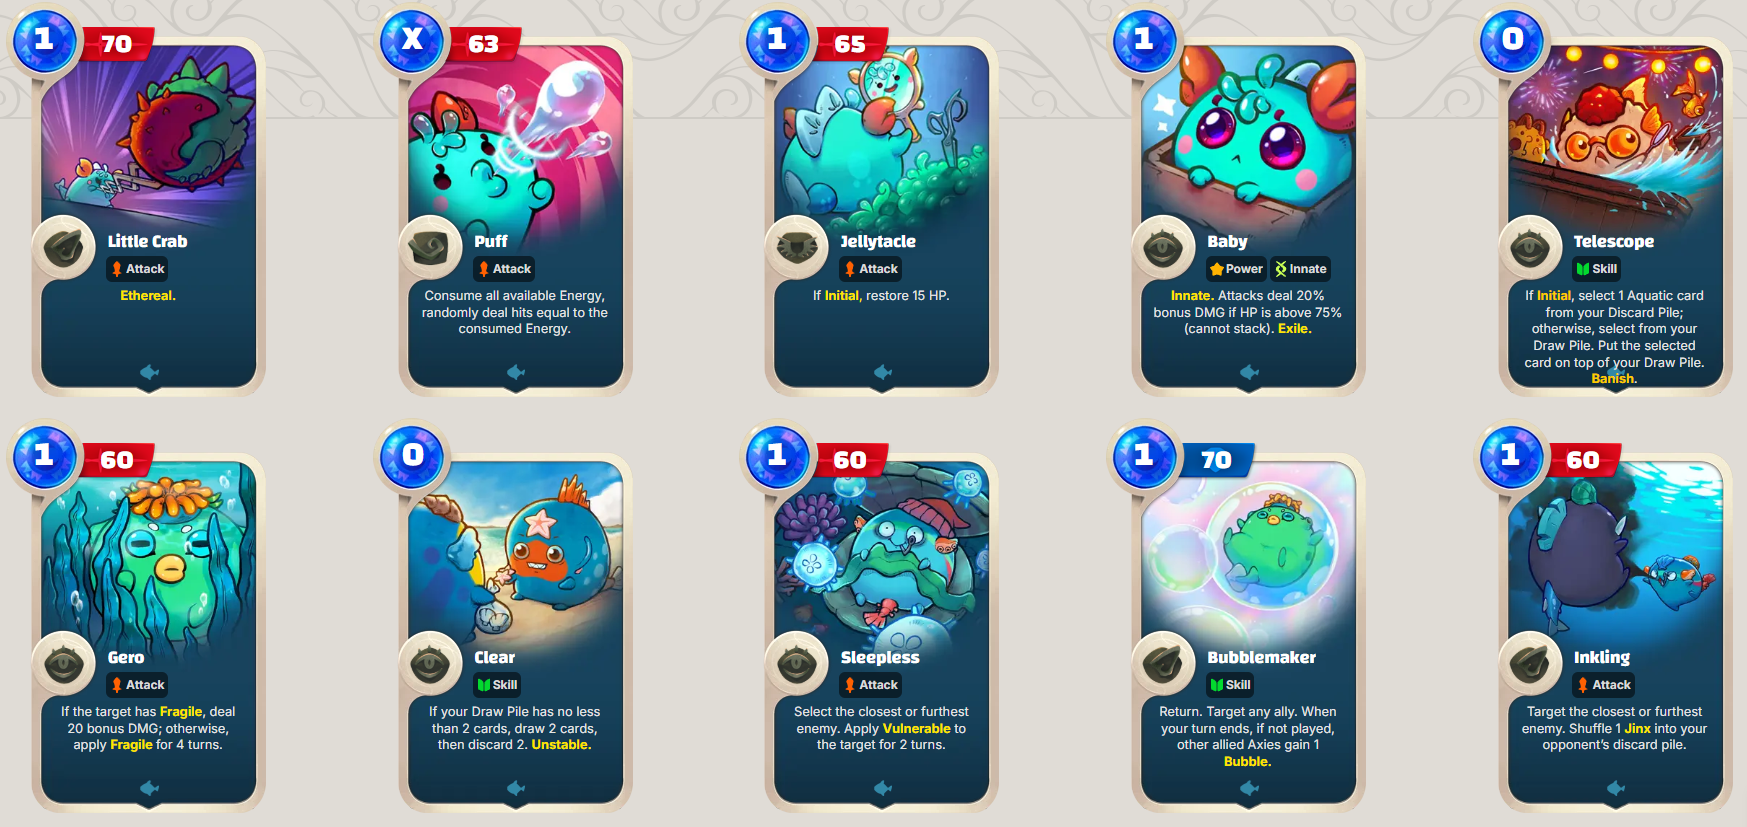 1
70
Little Crab
Attack
Ethereal.
X
63
Puff
Attack
Consume all available Energy,
randomly deal hits equal to the
consumed Energy.
1
65
Jellytacle
Attack
If Initial, restore 15 HP.
1
Baby
Power
Innate
Innate. Attacks deal 20%
bonus DMG if HP is above 75%
(cannot stack). Exile.
0
Telescope
Skill
If Initial, select 1 Aquatic card
from your Discard Pile;
otherwise, select from your
Draw Pile. Put the selected
card on top of your Draw Pile.
Banish.
1
60
Gero
Attack
If the target has Fragile, deal
20 bonus DMG; otherwise,
apply Fragile for 4 turns.
0
Clear
Skill
If your Draw Pile has no less
than 2 cards, draw 2 cards,
then discard 2. Unstable.
1
60
Sleepless
Attack
Select the closest or furthest
enemy. Apply Vulnerable to
the target for 2 turns.
1
70
Bubblemaker
Skill
Return. Target any ally. When
your turn ends, if not played,
other allied Axies gain 1
Bubble.
1
60
Inkling
Attack
Target the closest or furthest
enemy. Shuffle 1 Jinx into your
opponent's discard pile.